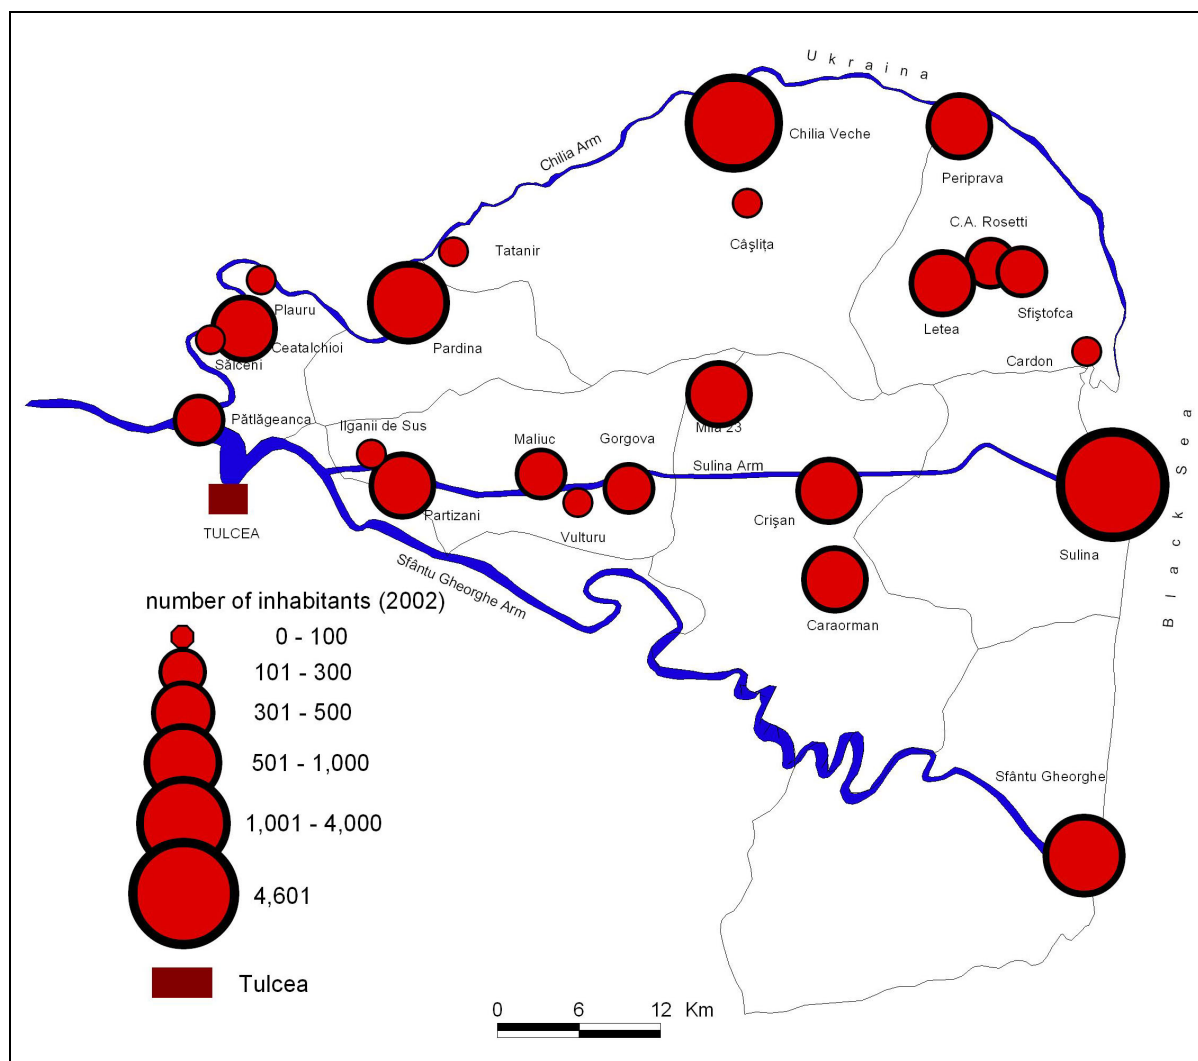 Ukraina
Chilia Veche
Chilia Arm
Periprava
Câșlița
C.A. Rosetti
Tatanir
Plauru
Letea
Sfiştofca
Ceatalchioi
Pardina
Sălceni
Cardon
Pătlăgeanca
Ilganii de Sus
Mila 23
Maliuc
Gorgova
Sulina Arm
Black Sea
Partizani
Crişan
TULCEA
Vulturu
Sulina
Sfântu Gheorghe Arm
Caraorman
number of inhabitants (2002)
0 - 100
101 - 300
301 - 500
501 - 1,000
1,001 - 4,000
4,601
Tulcea
Sfântu Gheorghe
0 6 12 Km